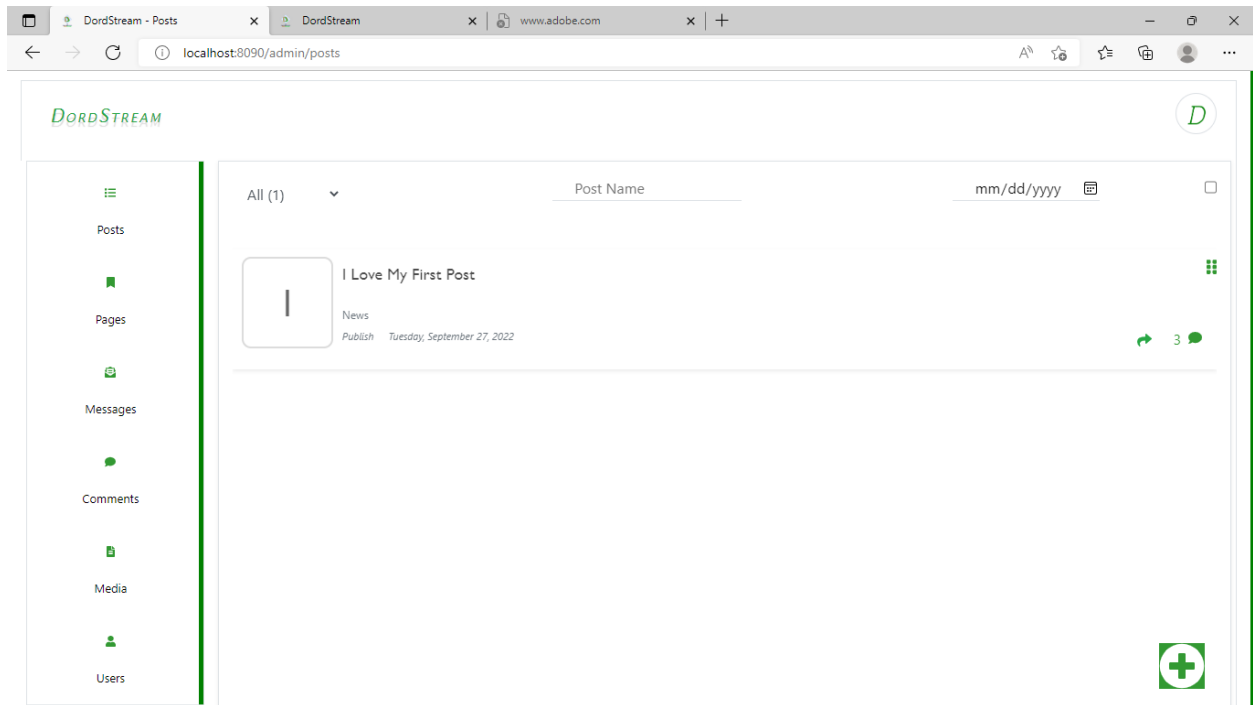 DordStream - Posts
DordStream
www.adobe.com
localhost:8090/admin/posts
DORDSTREAM
D
Posts
Pages
Messages
Comments
Media
Users
All (1)
Post Name
mm/dd/yyyy
I
I Love My First Post
News
Publish Tuesday, September 27, 2022
3